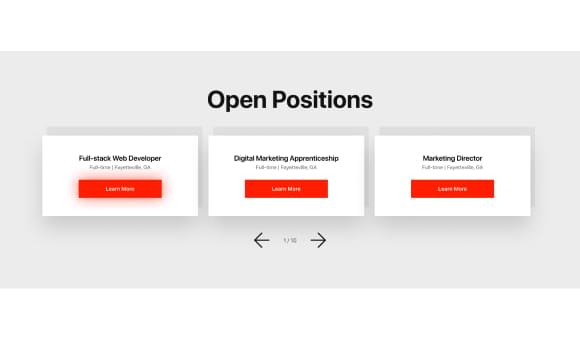 Open Positions
Full-stack Web Developer
Full-time | Fayetteville, GA
Learn More
Digital Marketing Apprenticeship
Full-time | Fayetteville, GA
Learn More
Marketing Director
Full-time | Fayetteville, GA
Learn More
1 / 10